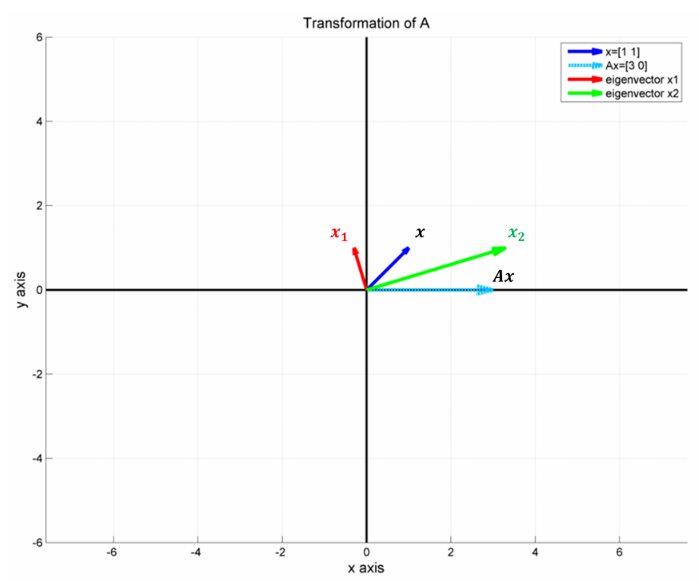 Transformation of A
x=[1 1]
Ax=[3 0]
eigenvector x1
eigenvector x2
6
4
2
0
-2
-4
-6
y axis
x₁
x
x₂
Ax
-6 -4 -2 0 2 4 6
x axis